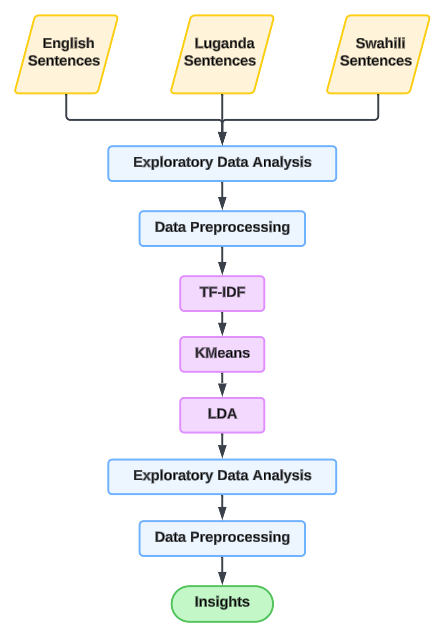 English
Sentences
Luganda
Sentences
Swahili
Sentences
Exploratory Data Analysis
Data Preprocessing
TF-IDF
KMeans
LDA
Exploratory Data Analysis
Data Preprocessing
Insights